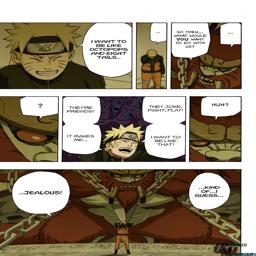 I WANT TO
BE LIKE
OCTOPOPS
AND EIGHT
TAILS...
...
SO THEN...
...WHAT WOULD
YOU WANT
TO DO WITH
US?
?
THEY'RE
FRIENDS!
IT MAKES
ME...
THEY JOKE,
FIGHT, PLAY!
I WANT TO
BE LIKE
THAT!
HUH?
...JEALOUS!
...KIND
OF... I
GUESS...